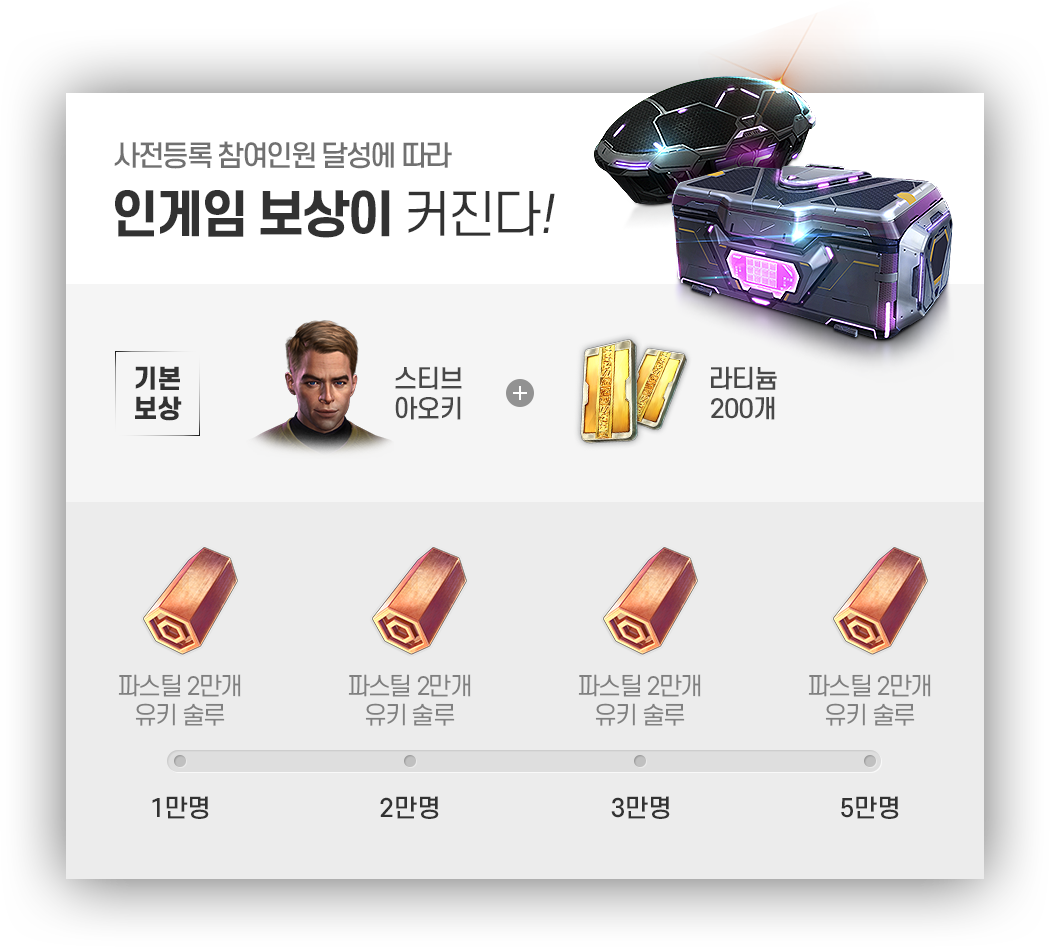 사전등록 참여인원 달성에 따라
인게임 보상이 커진다!
기본
보상
스티브
아오키
+
라티늄
200개
파스틸 2만개
유키 술루
파스틸 2만개
유키 술루
파스틸 2만개
유키 술루
파스틸 2만개
유키 술루
1만명
2만명
3만명
5만명